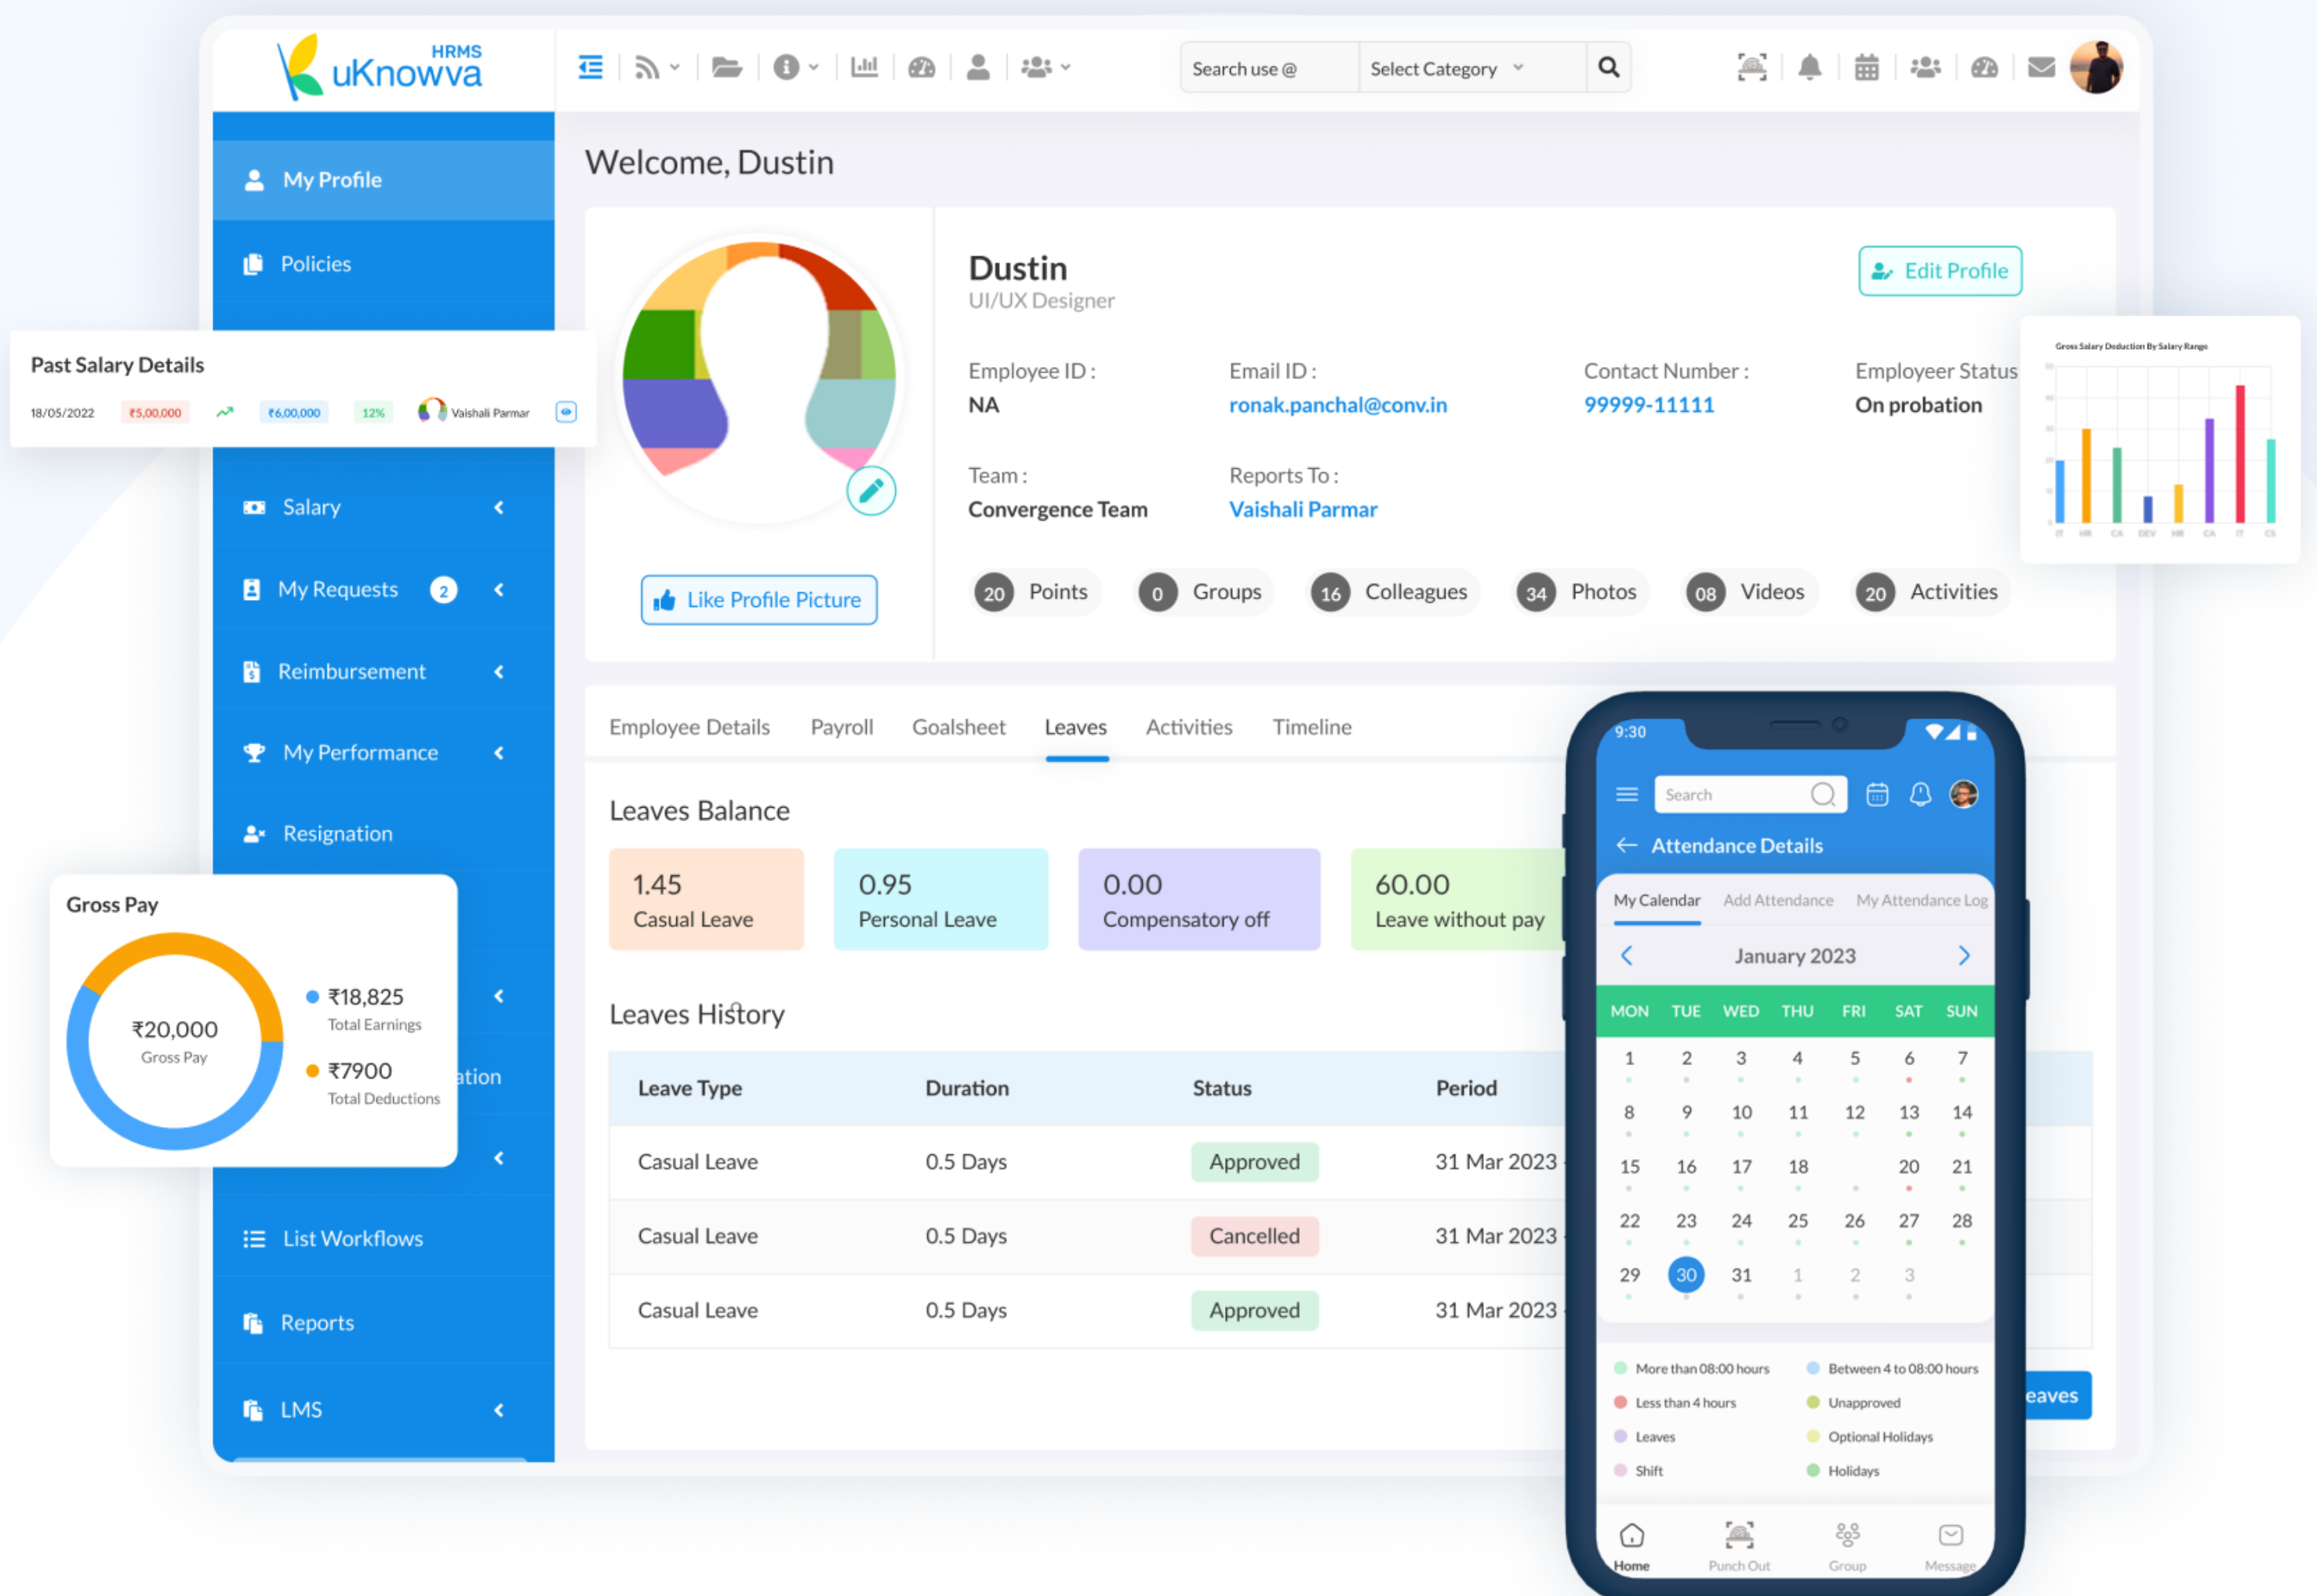 HRMS
uKnowva
Search use @
Select Category
My Profile
Policies
Salary
My Requests 2
Reimbursement
My Performance
Resignation
ation
List Workflows
Reports
LMS
Past Salary Details
18/05/2022 ₹5,00,000 ₹6,00,000 12% Vaishali Parmar
Gross Pay
₹20,000
Gross Pay
₹18,825
Total Earnings
₹7900
Total Deductions
Welcome, Dustin
Like Profile Picture
Dustin
UI/UX Designer
Edit Profile
Employee ID :
NA
Email ID :
ronak.panchal@conv.in
Contact Number :
99999-11111
Employeer Status
On probation
Team :
Convergence Team
Reports To :
Vaishali Parmar
20 Points 0 Groups 16 Colleagues 34 Photos 08 Videos 20 Activities
Gross Salary Deduction By Salary Range
IT HR CA DEV HR CA IT CS
Employee Details Payroll Goalsheet Leaves Activities Timeline
Leaves Balance
1.45
Casual Leave
0.95
Personal Leave
0.00
Compensatory off
60.00
Leave without pay
Leaves History
Leave Type Duration Status Period
Casual Leave 0.5 Days Approved 31 Mar 2023
Casual Leave 0.5 Days Cancelled 31 Mar 2023
Casual Leave 0.5 Days Approved 31 Mar 2023
eaves
9:30
Search
Attendance Details
My Calendar Add Attendance My Attendance Log
January 2023
MON TUE WED THU FRI SAT SUN
1 2 3 4 5 6 7
8 9 10 11 12 13 14
15 16 17 18 20 21
22 23 24 25 26 27 28
29 30 31 1 2 3
More than 08:00 hours Between 4 to 08:00 hours
Less than 4 hours Unapproved
Leaves Optional Holidays
Shift Holidays
Home Punch Out Group Message